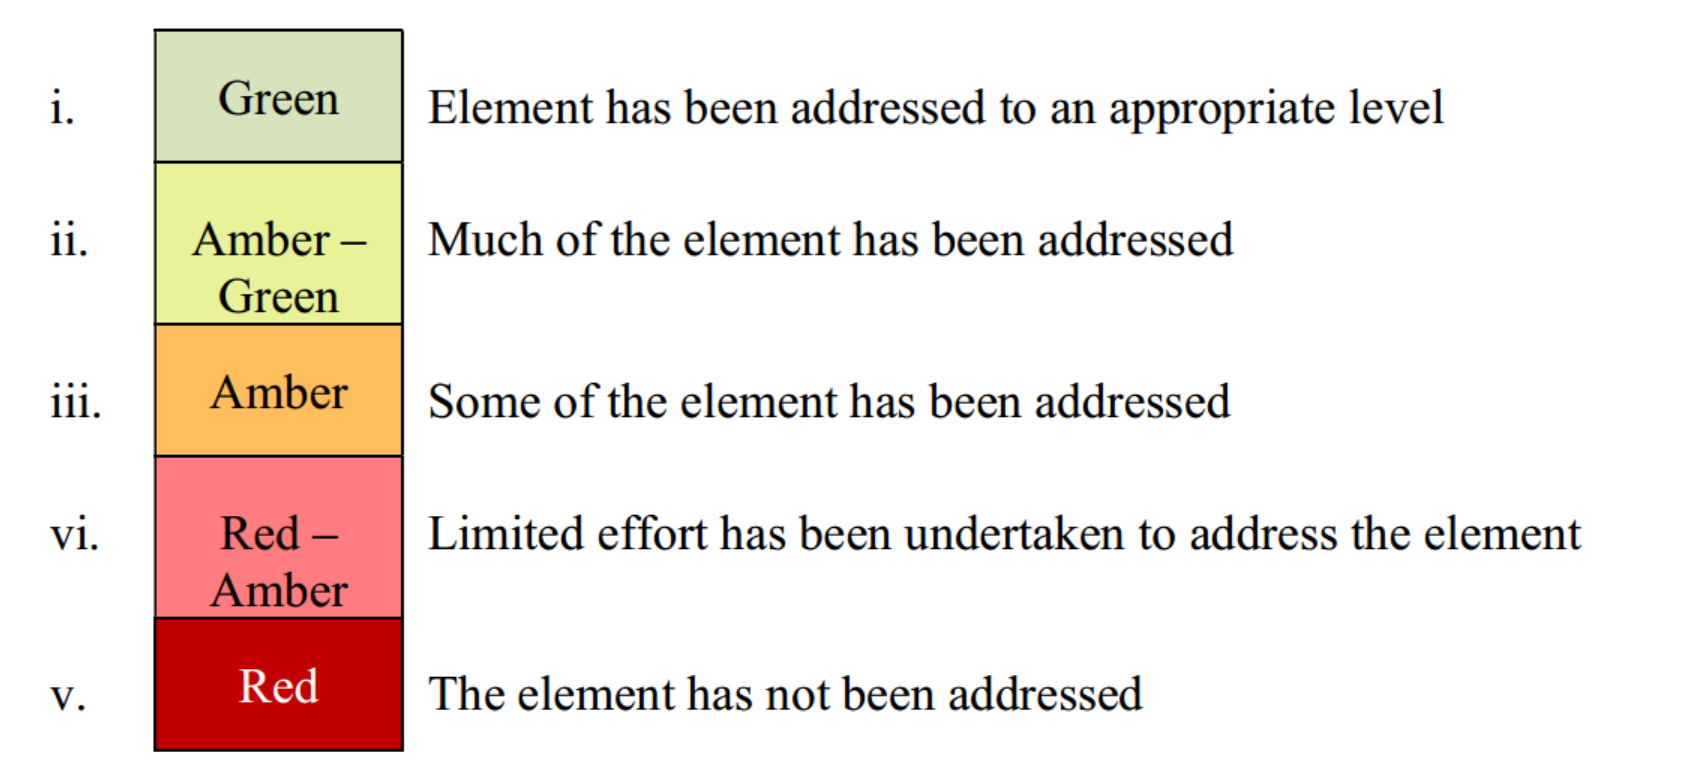 i. Green Element has been addressed to an appropriate level
ii. Amber – Much of the element has been addressed
Green
iii. Amber Some of the element has been addressed
vi. Red – Limited effort has been undertaken to address the element
Amber
v. Red The element has not been addressed